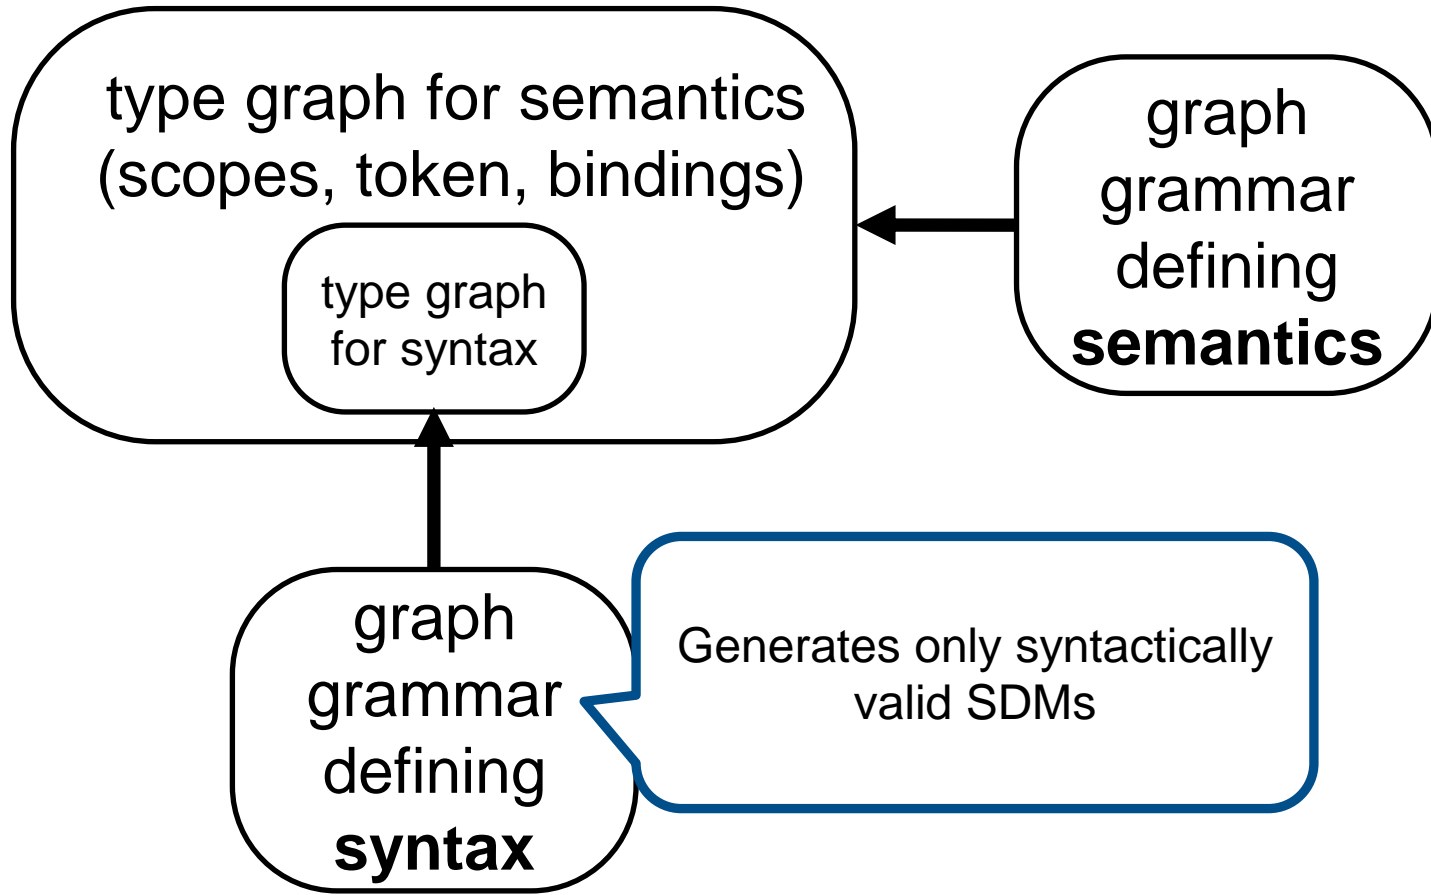 type graph for semantics
(scopes, token, bindings)
type graph
for syntax
graph
grammar
defining
semantics
graph
grammar
defining
syntax
Generates only syntactically
valid SDMs